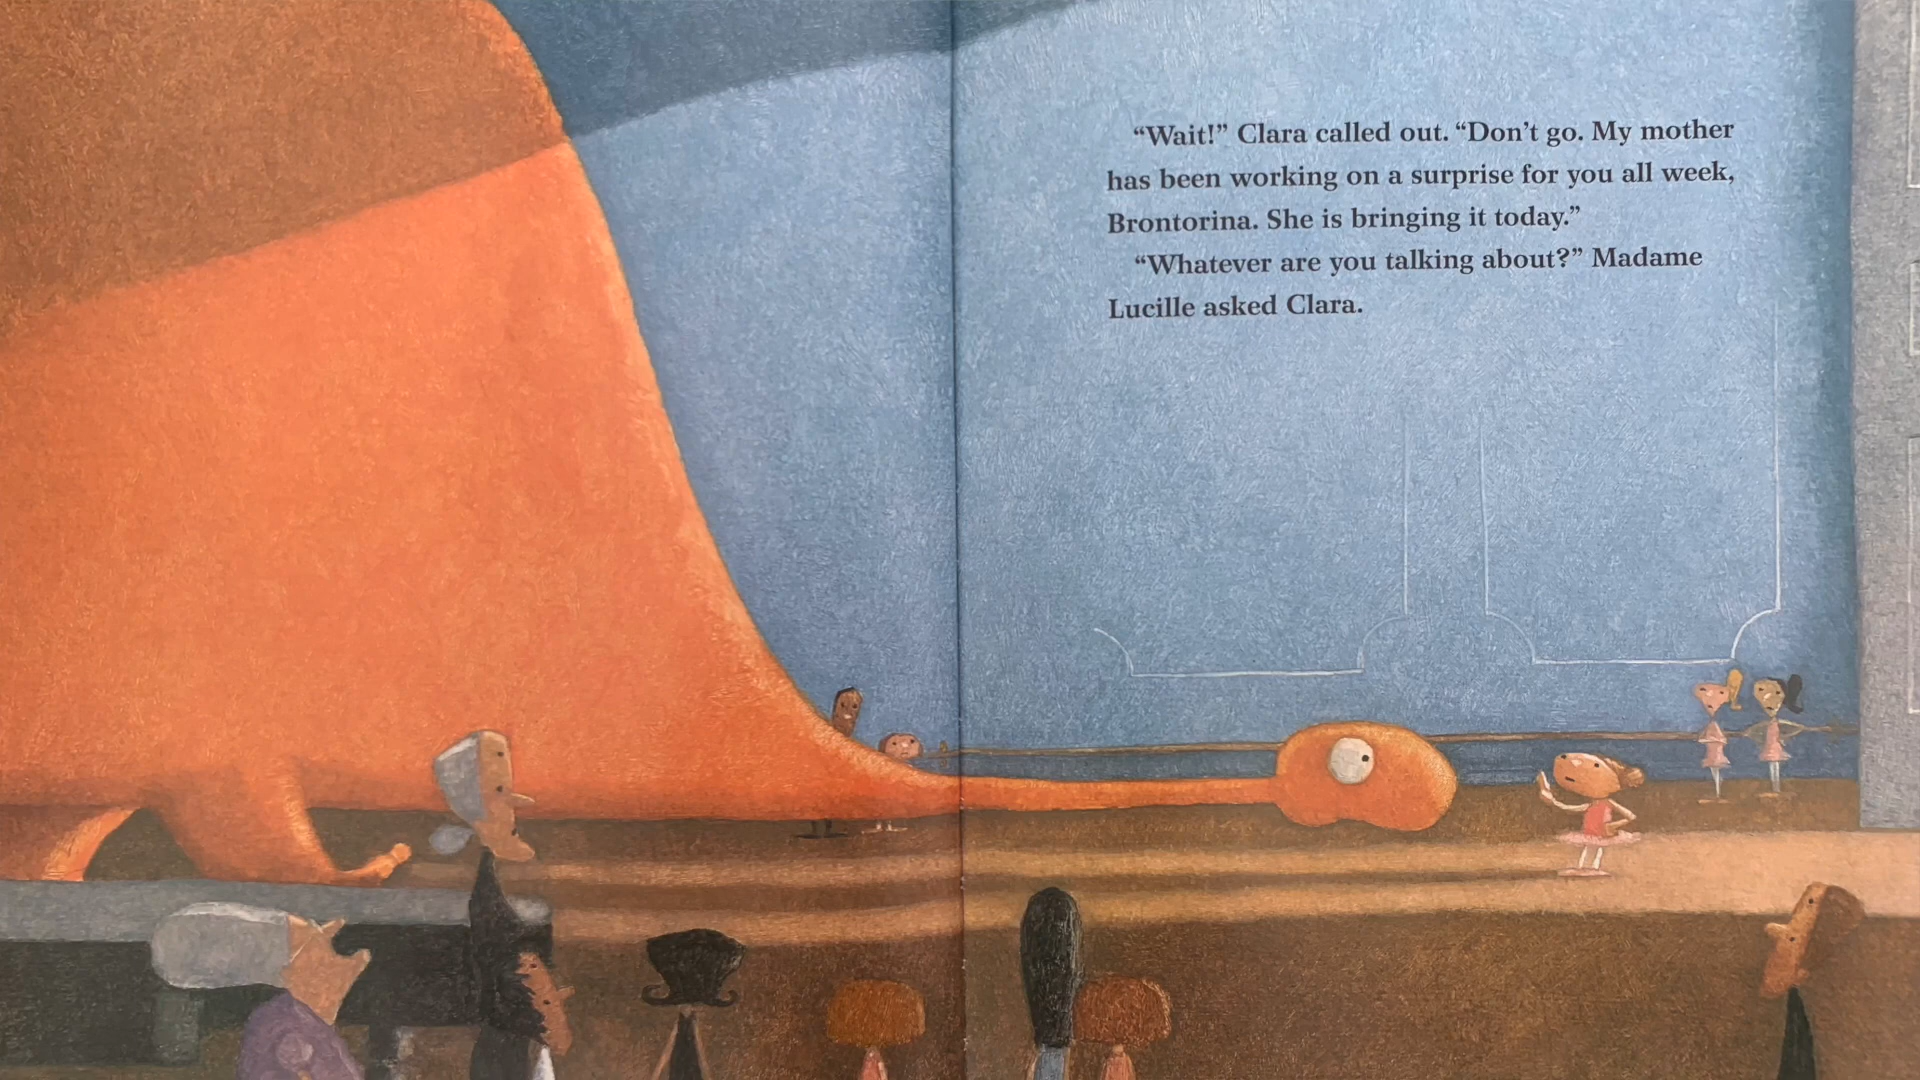 “Wait!” Clara called out. “Don’t go. My mother
has been working on a surprise for you all week,
Brontorina. She is bringing it today.”
“Whatever are you talking about?” Madame
Lucille asked Clara.